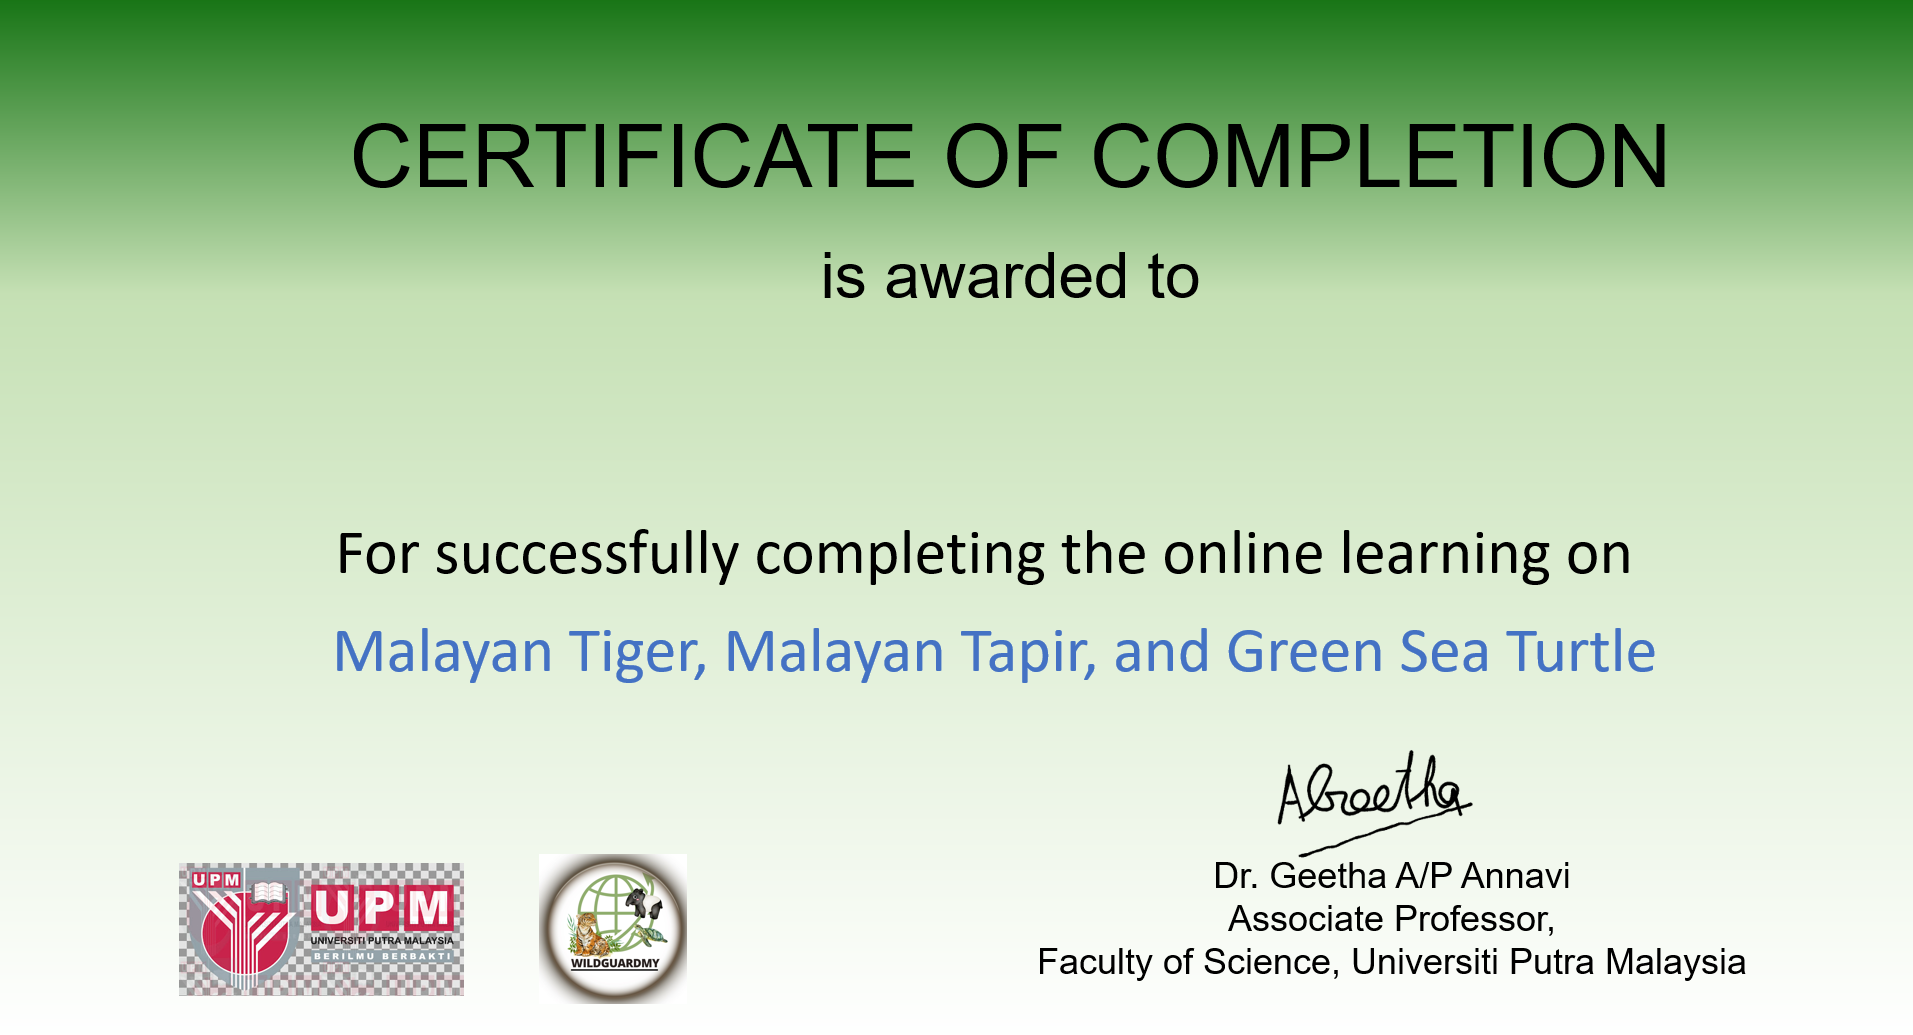 CERTIFICATE OF COMPLETION
is awarded to
For successfully completing the online learning on
Malayan Tiger, Malayan Tapir, and Green Sea Turtle
AGeetha
Dr. Geetha A/P Annavi
Associate Professor,
Faculty of Science, Universiti Putra Malaysia
UPM
UPM
UNIVERSITI PUTRA MALAYSIA
BERILMU BERBAKTI
WILDGUARDMY